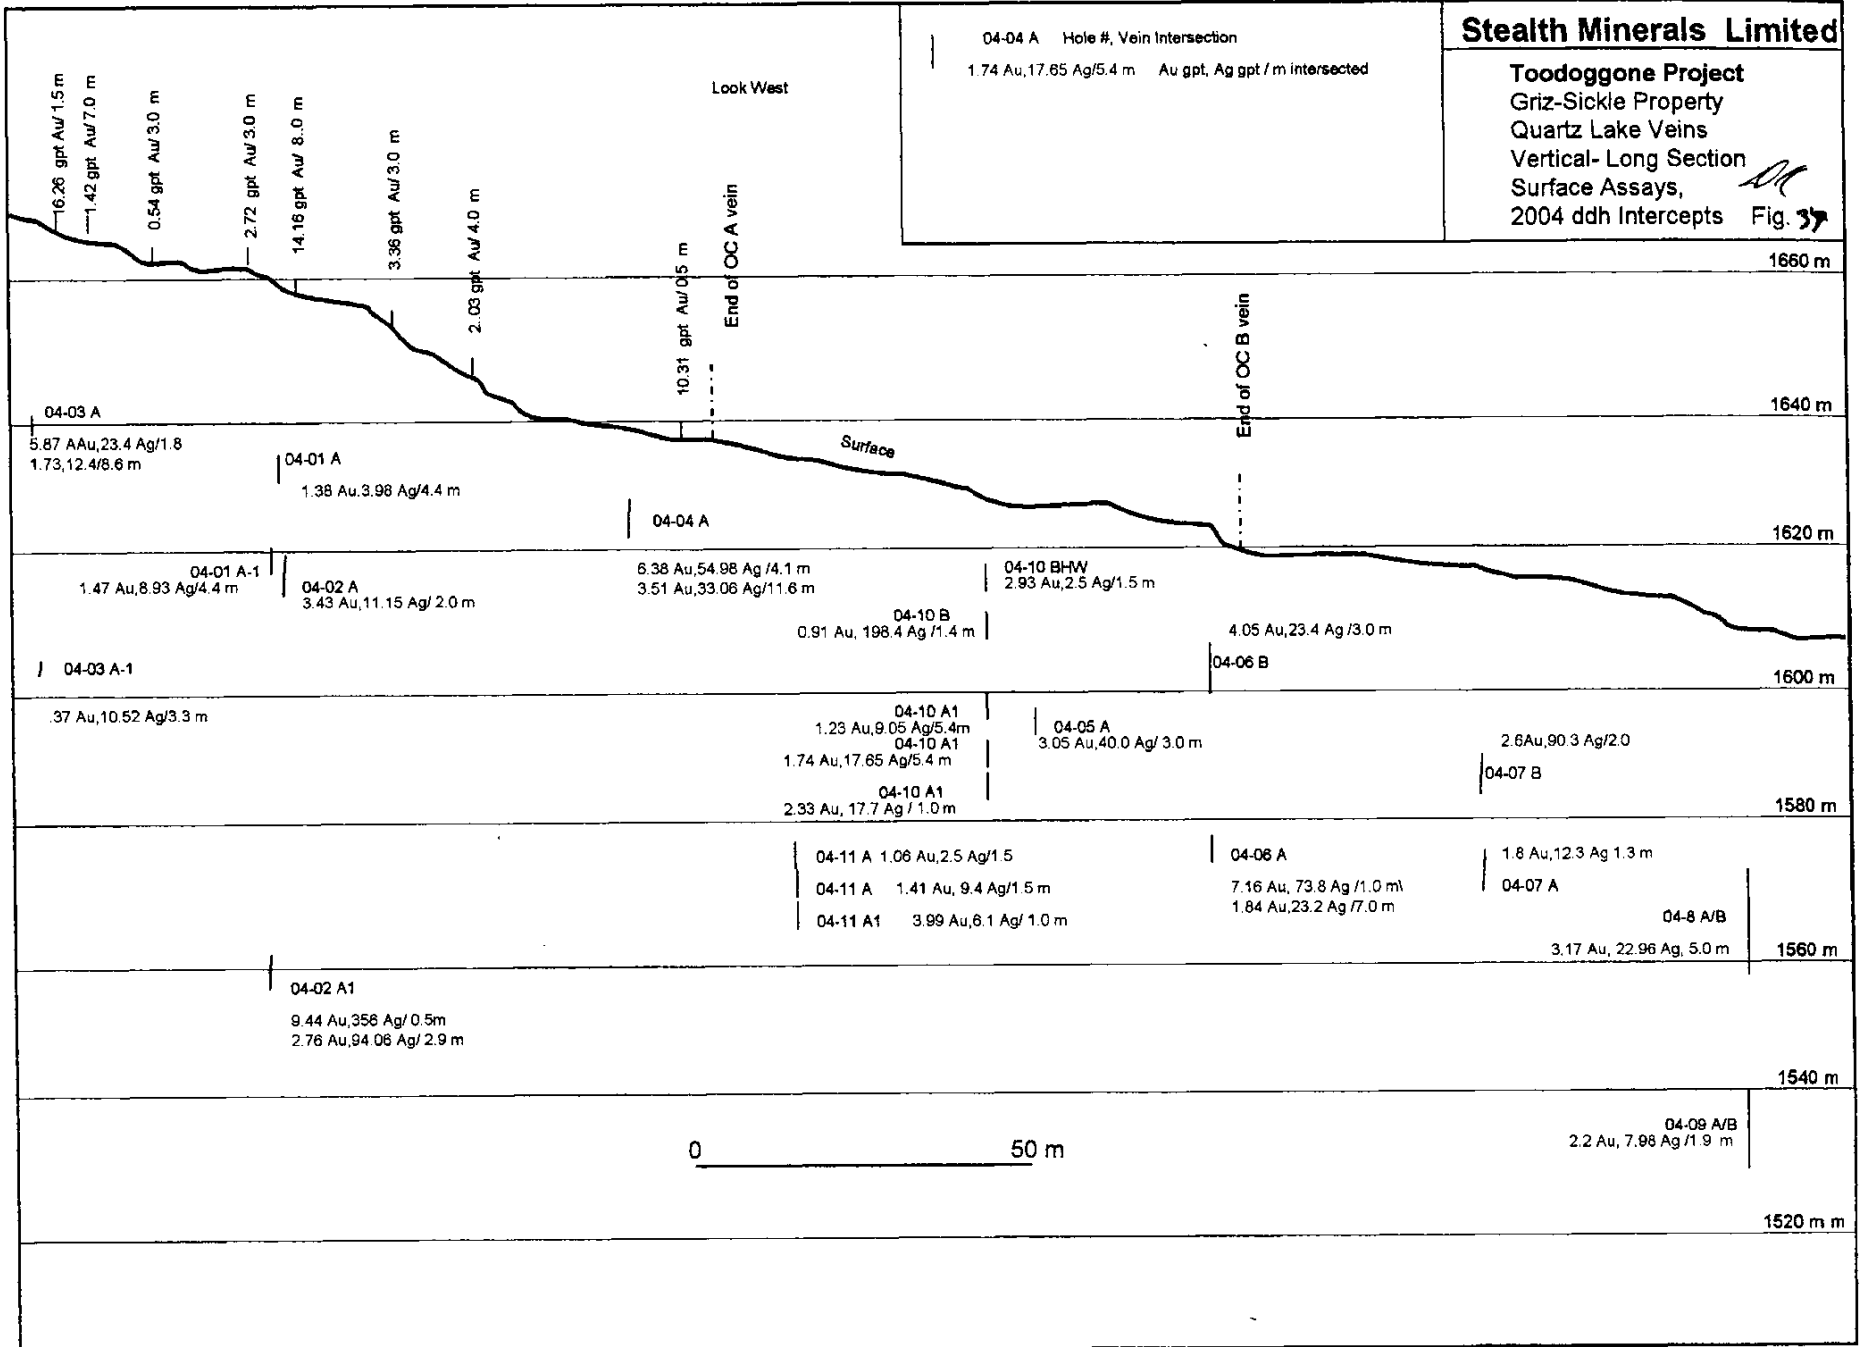 Stealth Minerals Limited
Toodoggone Project
Griz-Sickle Property
Quartz Lake Veins
Vertical- Long Section
Surface Assays,
2004 ddh Intercepts Fig.
04-04 A Hole #, Vein Intersection
1.74 Au,17.65 Ag/5.4 m Au gpt, Ag gpt / m intersected
Look West
16.26 gpt Au/ 1.5 m
1.42 gpt Au/ 7.0 m
0.54 gpt Au/ 3.0 m
2.72 gpt Au/ 3.0 m
14.16 gpt Au/ 8..0 m
3.36 gpt Au/ 3.0 m
2..03 gpt Au/ 4.0 m
10.31 gpt Au/ 0.5 m
End of OC A vein
End of OC B vein
1660 m
1640 m
Surface
04-03 A
5.87 AAu,23.4 Ag/1.8
1.73,12.4/8.6 m
04-01 A
1.38 Au.3.98 Ag/4.4 m
04-04 A
1620 m
04-01 A-1
1.47 Au,8.93 Ag/4.4 m
04-02 A
3.43 Au,11.15 Ag/ 2.0 m
6.38 Au,54.98 Ag /4.1 m
3.51 Au,33.06 Ag/11.6 m
04-10 BHW
2.93 Au,2.5 Ag/1.5 m
04-10 B
0.91 Au, 198.4 Ag /1.4 m
4.05 Au,23.4 Ag /3.0 m
04-06 B
04-03 A-1
1600 m
.37 Au,10.52 Ag/3.3 m
04-10 A1
1.23 Au,9.05 Ag/5.4m
04-10 A1
1.74 Au,17.65 Ag/5.4 m
04-10 A1
2.33 Au, 17.7 Ag / 1.0 m
04-05 A
3.05 Au,40.0 Ag/ 3.0 m
2.6Au,90.3 Ag/2.0
04-07 B
1580 m
04-11 A 1.06 Au,2.5 Ag/1.5
04-11 A 1.41 Au, 9.4 Ag/1.5 m
04-11 A1 3.99 Au,6.1 Ag/ 1.0 m
04-06 A
7.16 Au, 73.8 Ag /1.0 m\
1.84 Au,23.2 Ag /7.0 m
1.8 Au,12.3 Ag 1.3 m
04-07 A
04-8 A/B
3.17 Au, 22.96 Ag, 5.0 m
1560 m
04-02 A1
9.44 Au,356 Ag/ 0.5m
2.76 Au,94.06 Ag/ 2.9 m
1540 m
04-09 A/B
2.2 Au, 7.98 Ag /1.9 m
0 50 m
1520 m m